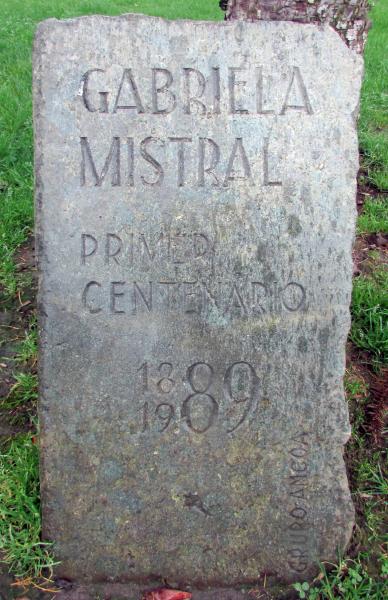 GABRIELA
MISTRAL
PRIMER
CENTENARIO
1889
1989
GRUPO ANCOA